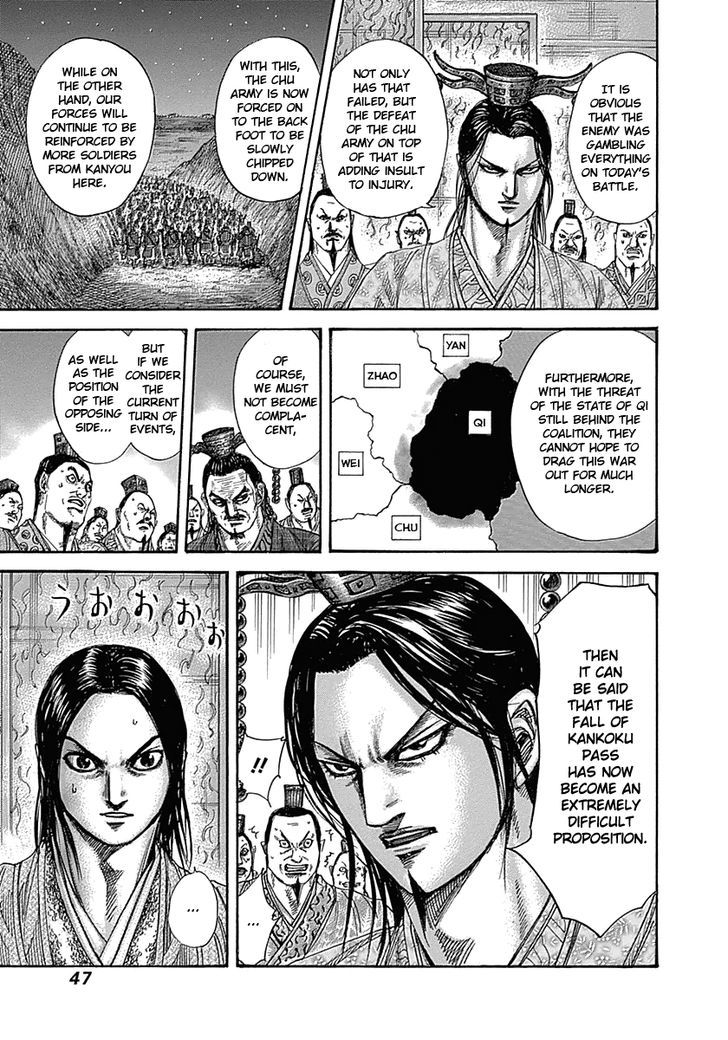 IT IS
OBVIOUS
THAT THE
ENEMY WAS
GAMBLING
EVERYTHING
ON TODAY'S
BATTLE.
NOT ONLY
HAS THAT
FAILED, BUT
THE DEFEAT
OF THE CHU
ARMY ON TOP
OF THAT IS
ADDING INSULT
TO INJURY.
WITH THIS,
THE CHU
ARMY IS NOW
FORCED ON
TO THE BACK
FOOT TO BE
SLOWLY
CHIPPED
DOWN.
WHILE ON
THE OTHER
HAND, OUR
FORCES WILL
CONTINUE TO BE
REINFORCED BY
MORE SOLDIERS
FROM KANYOU
HERE.
FURTHERMORE,
WITH THE THREAT
OF THE STATE OF QI
STILL BEHIND THE
COALITION, THEY
CANNOT HOPE TO
DRAG THIS WAR
OUT FOR MUCH
LONGER.
YAN
ZHAO
QI
WEI
CHU
OF
COURSE,
WE MUST
NOT BECOME
COMPLA-
CENT,
BUT
IF WE
CONSIDER
THE
CURRENT
TURN OF
EVENTS,
AS WELL
AS THE
POSITION
OF THE
OPPOSING
SIDE...
THEN
IT CAN
BE SAID
THAT THE
FALL OF
KANKOKU
PASS
HAS NOW
BECOME AN
EXTREMELY
DIFFICULT
PROPOSITION.
!!
...
うおおおお
...
47